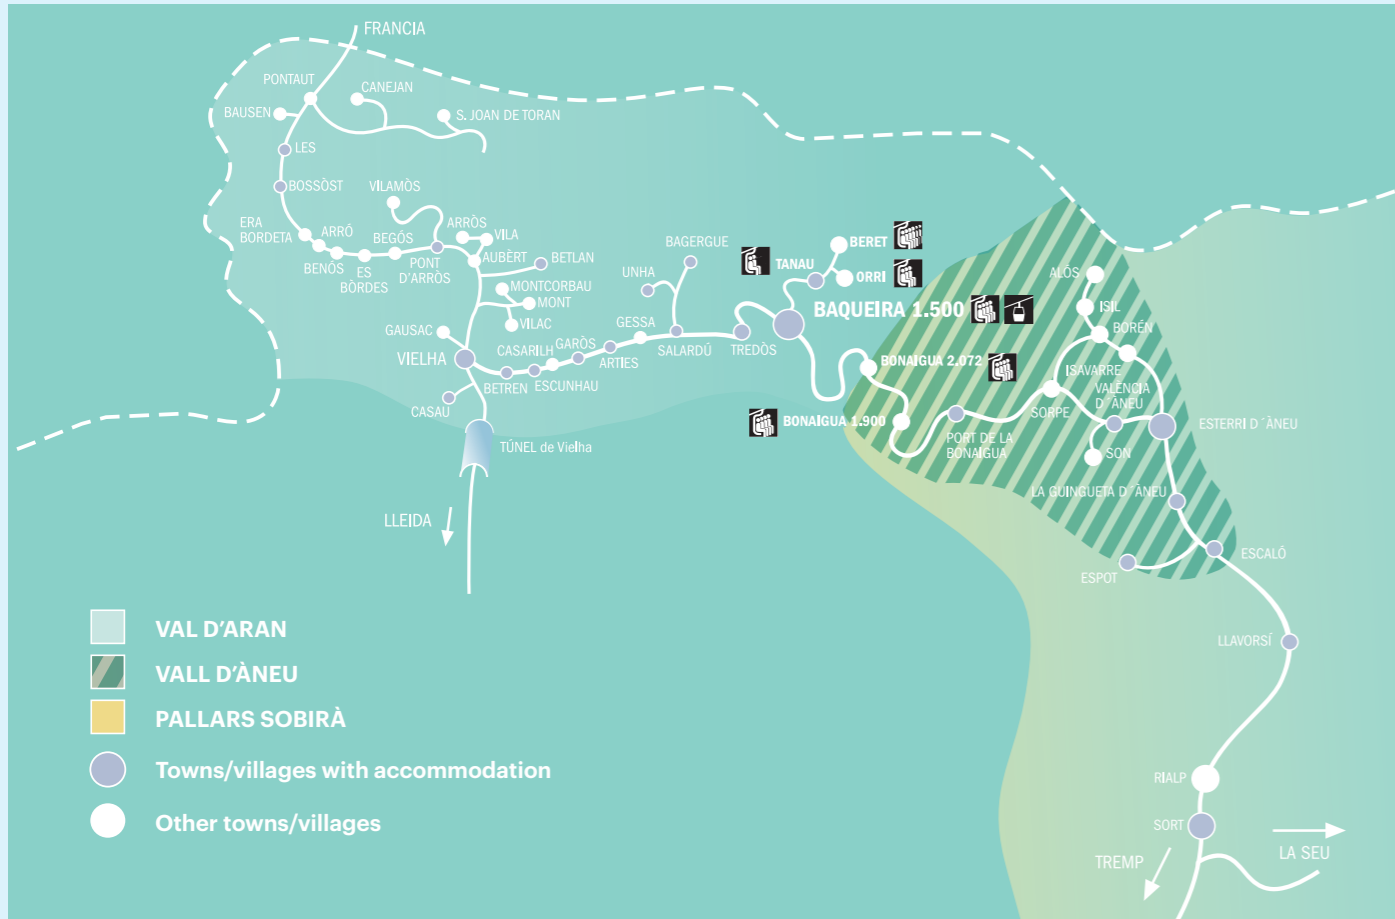 FRANCIA
PONTAUT
CANEJAN
BAUSEN
S. JOAN DE TORAN
LES
BOSSÒST
VILAMÒS
ERA
BORDETA
ARRÓ
BENÓS
ES
BÒRDES
BEGÓS
PONT
D'ARRÒS
ARRÒS
VILA
AUBÈRT
BETLAN
MONTCORBAU
MONT
VILAC
GAUSAC
VIELHA
CASAU
BETREN
CASARILH
ESCUNHAU
GARÒS
ARTIES
GESSA
UNHA
BAGERGUE
SALARDÚ
TREDÒS
TANAU
BERET
ORRI
BAQUEIRA 1.500
BONAIGUA 2.072
BONAIGUA 1.900
PORT DE LA
BONAIGUA
ALÓS
ISIL
BORÉN
ISAVARRE
SORPE
VALÈNCIA
D´ÀNEU
SON
ESTERRI D´ÀNEU
LA GUINGUETA D´ÀNEU
ESCALÓ
ESPOT
LLAVORSÍ
RIALP
SORT
TREMP
LA SEU
TÚNEL de Vielha
LLEIDA
VAL D'ARAN
VALL D'ÀNEU
PALLARS SOBIRÀ
Towns/villages with accommodation
Other towns/villages